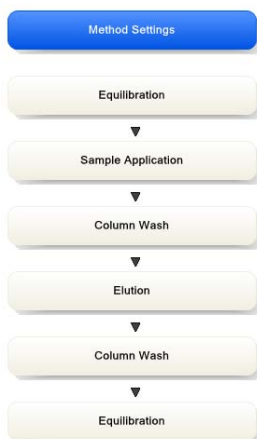 Method Settings
Equilibration
Sample Application
Column Wash
Elution
Column Wash
Equilibration